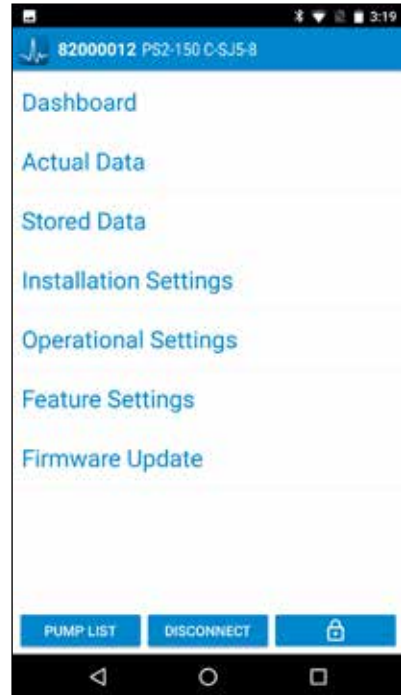 3:19
82000012 PS2-150 C-SJ5-8
Dashboard
Actual Data
Stored Data
Installation Settings
Operational Settings
Feature Settings
Firmware Update
PUMP LIST DISCONNECT